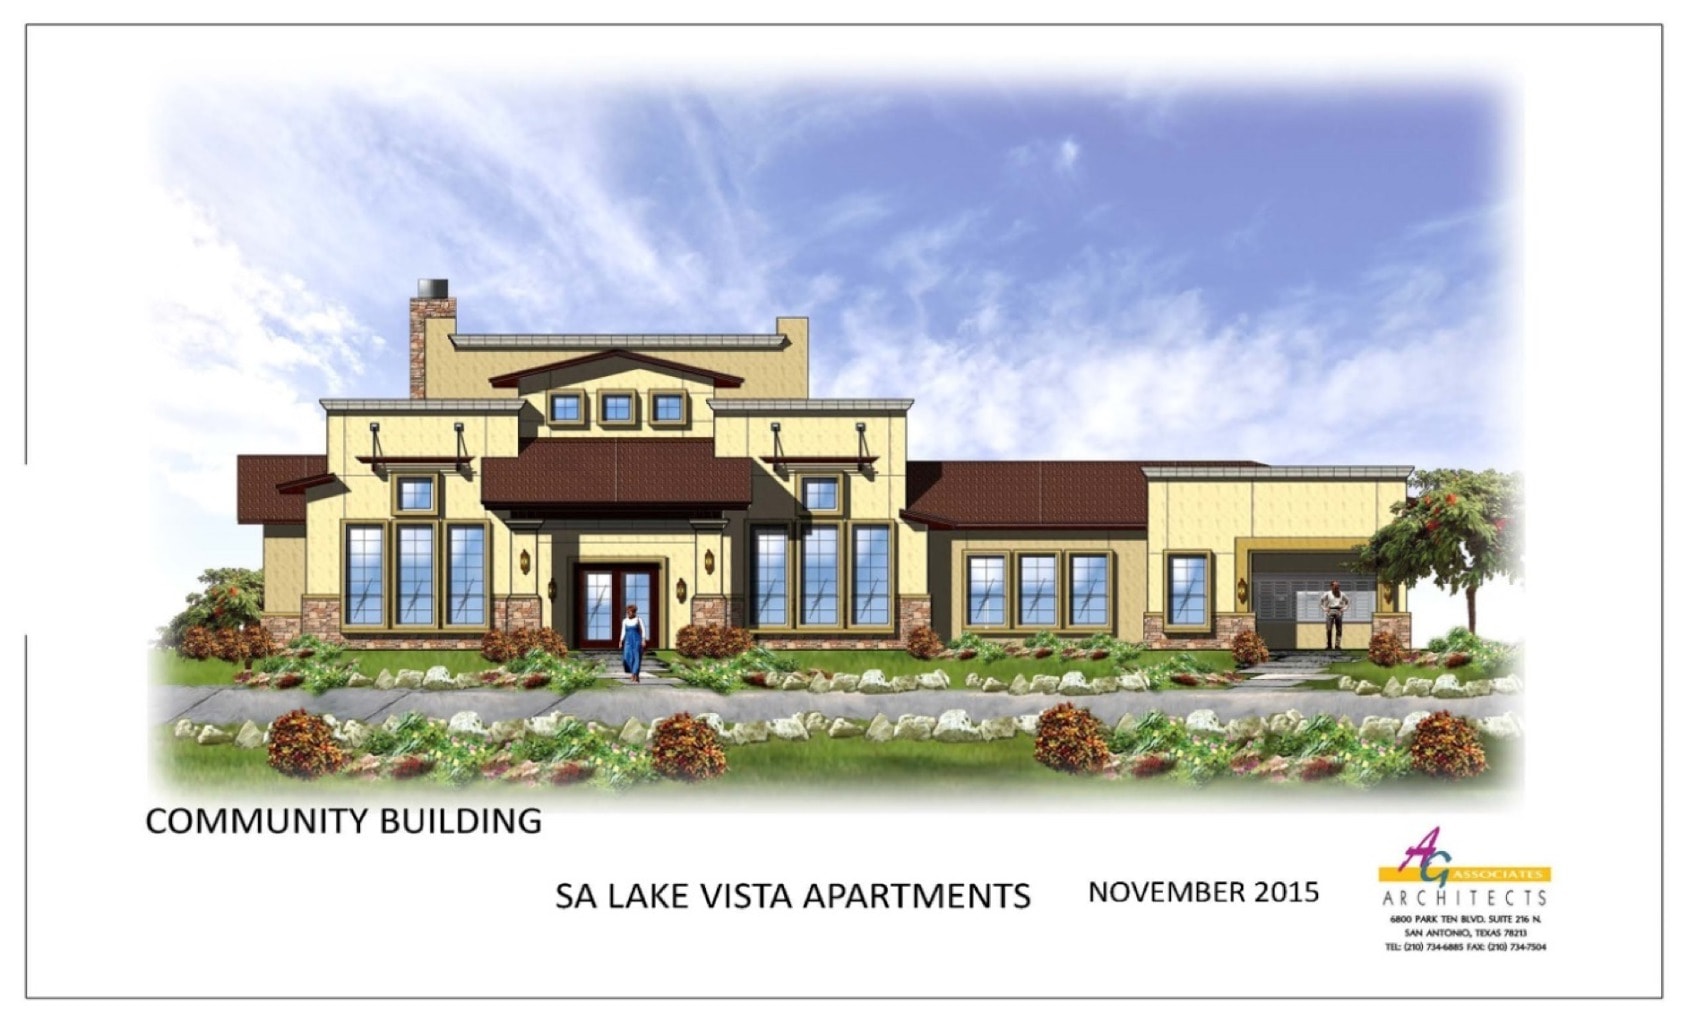 COMMUNITY BUILDING
SA LAKE VISTA APARTMENTS
NOVEMBER 2015
AG ASSOCIATES
ARCHITECTS
6800 PARK TEN BLVD. SUITE 216 N.
SAN ANTONIO, TEXAS 78213
TEL: (210) 734-6885 FAX: (210) 734-7504